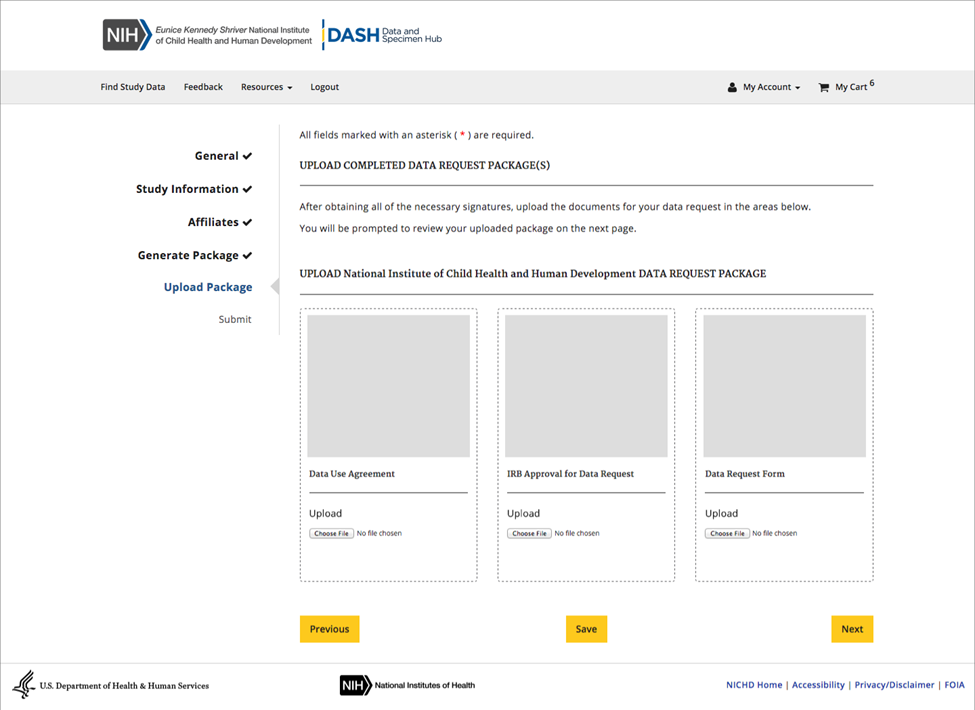 NIH Eunice Kennedy Shriver National Institute
of Child Health and Human Development
DASH Data and
Specimen Hub
Find Study Data Feedback Resources Logout My Account My Cart 6
General
Study Information
Affiliates
Generate Package
Upload Package
Submit
All fields marked with an asterisk ( * ) are required.
UPLOAD COMPLETED DATA REQUEST PACKAGE(S)
After obtaining all of the necessary signatures, upload the documents for your data request in the areas below.
You will be prompted to review your uploaded package on the next page.
UPLOAD National Institute of Child Health and Human Development DATA REQUEST PACKAGE
Data Use Agreement
Upload
Choose File No file chosen
IRB Approval for Data Request
Upload
Choose File No file chosen
Data Request Form
Upload
Choose File No file chosen
Previous Save Next
U.S. Department of Health & Human Services
NIH National Institutes of Health
NICHD Home | Accessibility | Privacy/Disclaimer | FOIA